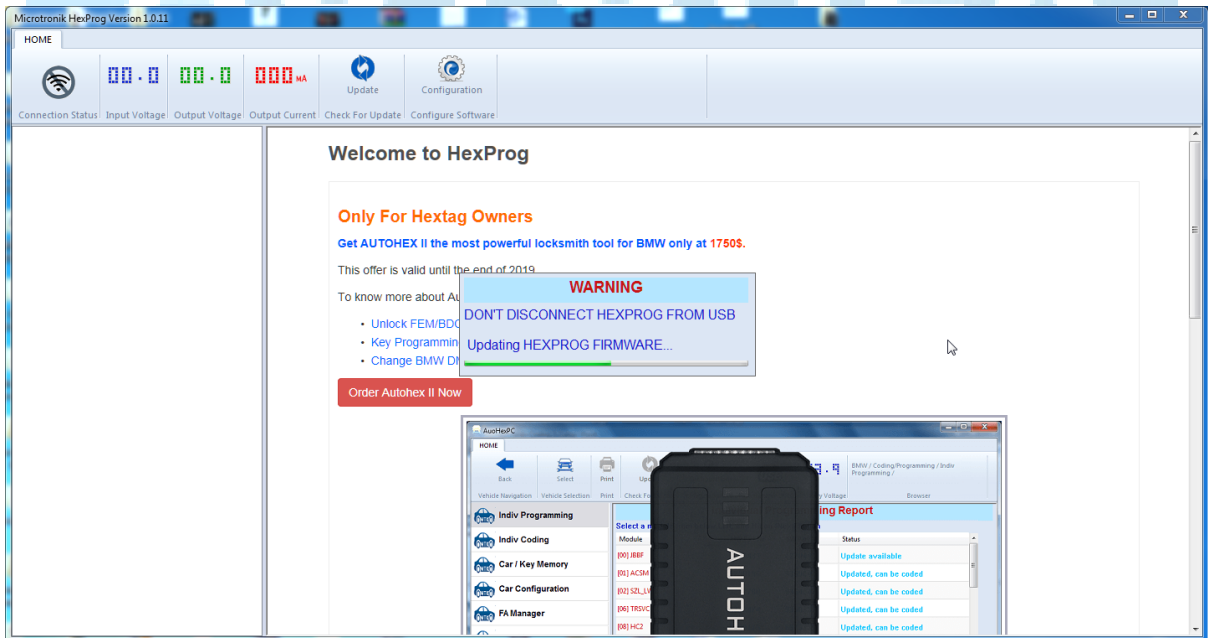 Microtronik HexProg Version 1.0.11
HOME
00.0 00.0 000 MA
Update Configuration
Connection Status Input Voltage Output Voltage Output Current Check For Update Configure Software
Welcome to HexProg
Only For Hextag Owners
Get AUTOHEX II the most powerful locksmith tool for BMW only at 1750$.
This offer is valid until the end of 2019
To know more about Au
• Unlock FEM/BDC
• Key Programmin
• Change BMW
WARNING
DON'T DISCONNECT HEXPROG FROM USB
Updating HEXPROG FIRMWARE...
Order Autohex II Now
AuoHexPC
HOME
Back Select Print
BMW / Coding/Programming / Indiv
Programming /
Vehicle Navigation Vehicle Selection Print Check Voltage Browser
Indiv Programming
Indiv Coding
Car / Key Memory
Car Configuration
FA Manager
ing Report
Select a
Module Status
[00] JBBF Update available
[01] ACSM Updated, can be coded
[02] SZL_LV Updated, can be coded
[06] TRSVC Updated, can be coded
[08] HC2 Updated, can be coded
AUTOH